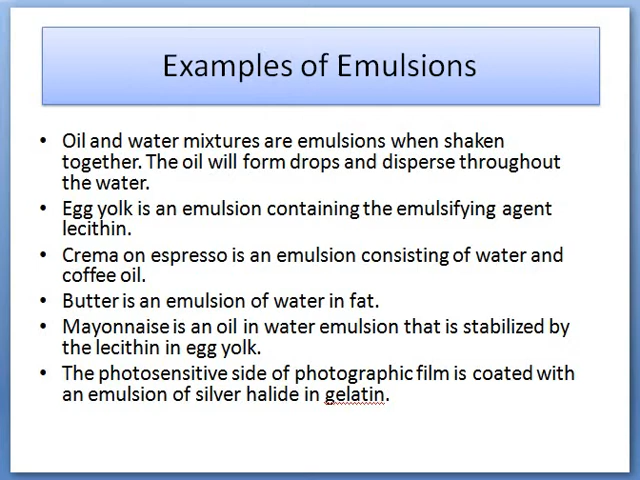 Examples of Emulsions
• Oil and water mixtures are emulsions when shaken
together. The oil will form drops and disperse throughout
the water.
• Egg yolk is an emulsion containing the emulsifying agent
lecithin.
• Crema on espresso is an emulsion consisting of water and
coffee oil.
• Butter is an emulsion of water in fat.
• Mayonnaise is an oil in water emulsion that is stabilized by
the lecithin in egg yolk.
• The photosensitive side of photographic film is coated with
an emulsion of silver halide in gelatin.